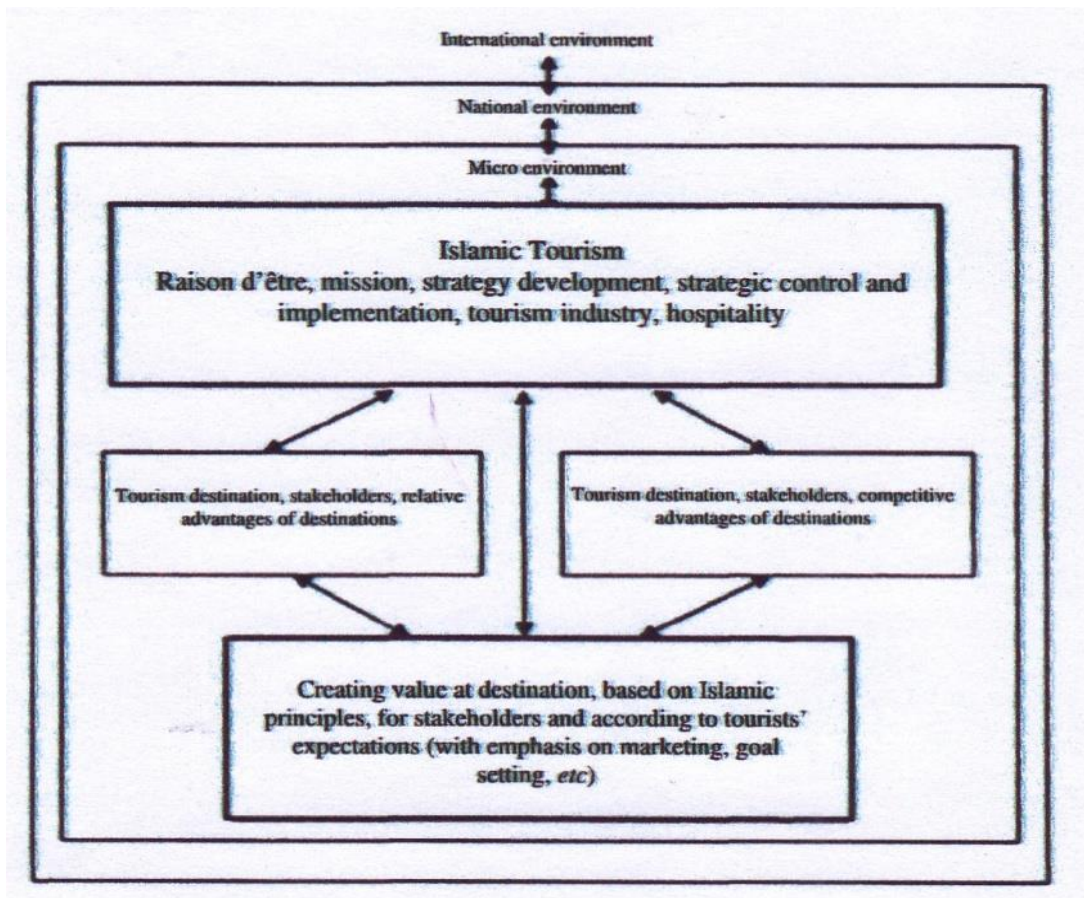 International environment
National environment
Micro environment
Islamic Tourism
Raison d'être, mission, strategy development, strategic control and
implementation, tourism industry, hospitality
Tourism destination, stakeholders, relative
advantages of destinations
Tourism destination, stakeholders, competitive
advantages of destinations
Creating value at destination, based on Islamic
principles, for stakeholders and according to tourists'
expectations (with emphasis on marketing, goal
setting, etc)